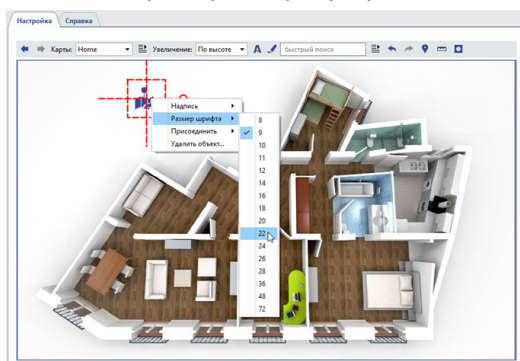 Настройка Справка
Карты: Home Увеличение: По высоте А быстрый поиск
Надпись
Размер шрифта
Присоединить
Удалить объект...
8
9
10
11
12
14
16
18
20
22
24
26
28
36
48
72